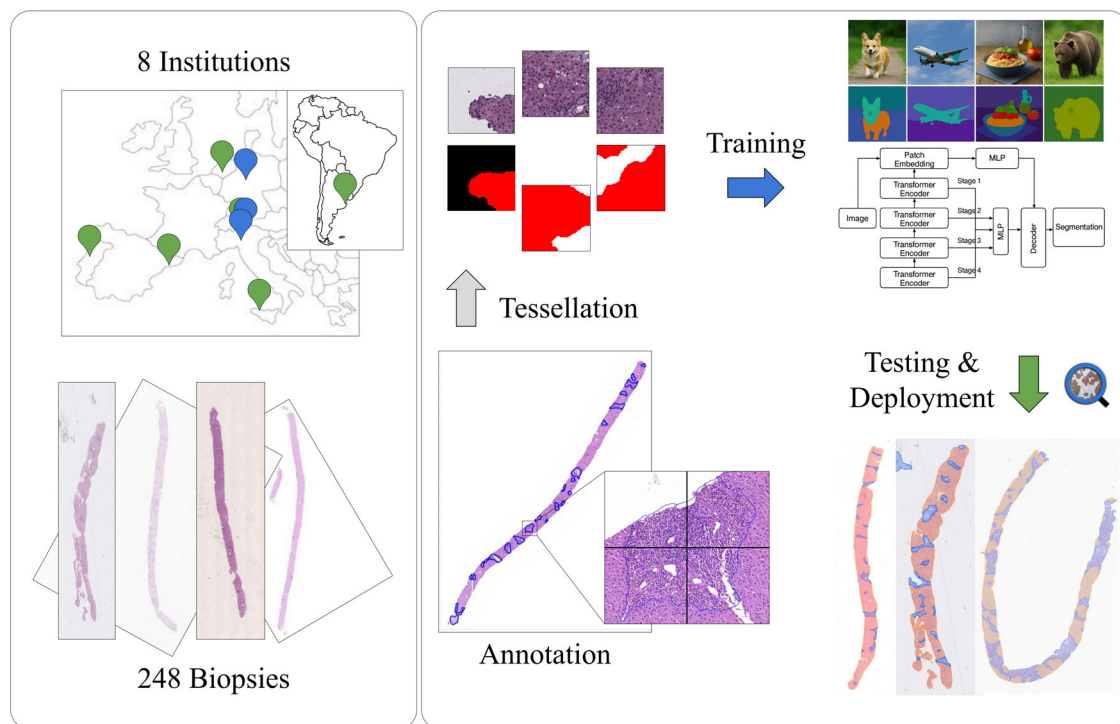 8 Institutions
248 Biopsies
Annotation
Tessellation
Training
Patch
Embedding
MLP
Stage 1
Transformer
Encoder
Image
Stage 2
Transformer
Encoder
Stage 3
Transformer
Encoder
Stage 4
Transformer
Encoder
MLP
Decoder
Segmentation
Testing &
Deployment